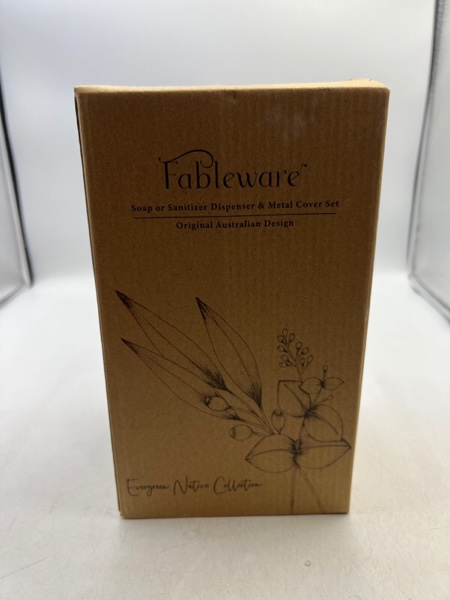 Fableware™
Soap or Sanitizer Dispenser & Metal Cover Set
Original Australian Design
Evergreen Native Collection